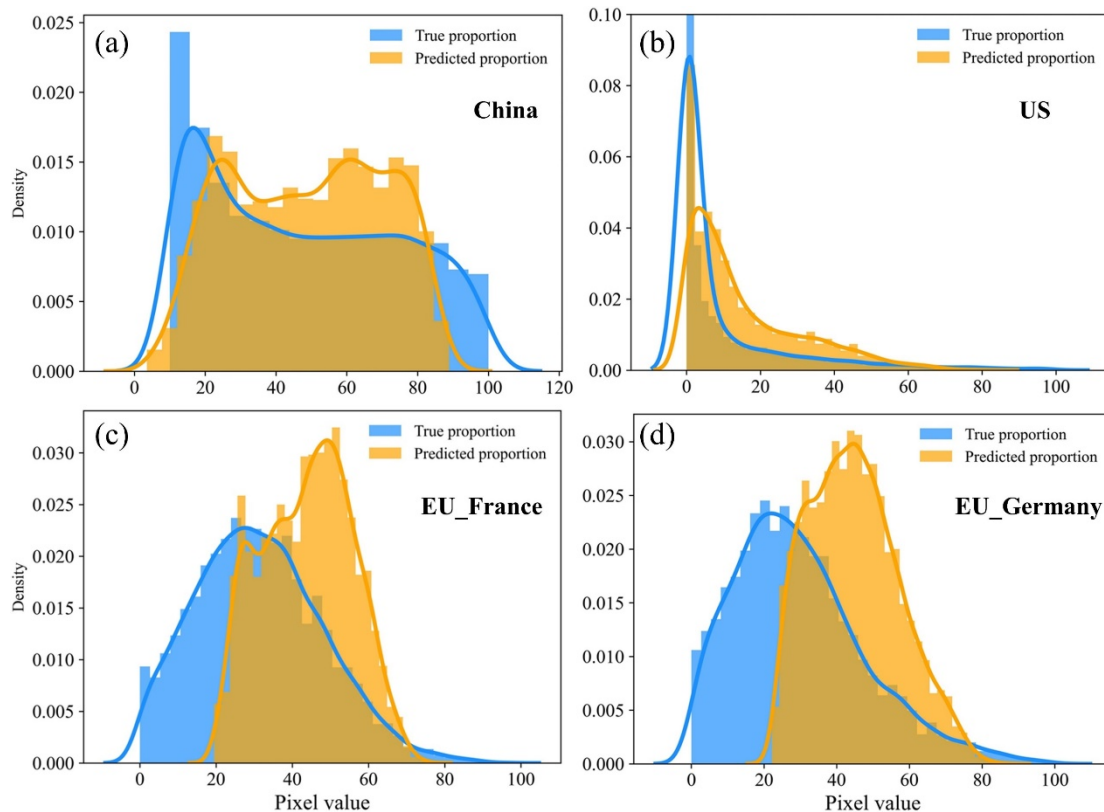 (a)
True proportion
Predicted proportion
China
Density
0.025
0.020
0.015
0.010
0.005
0.000
0 20 40 60 80 100 120
(b)
True proportion
Predicted proportion
US
0.10
0.08
0.06
0.04
0.02
0.00
0 20 40 60 80 100
(c)
True proportion
Predicted proportion
EU_France
Density
0.030
0.025
0.020
0.015
0.010
0.005
0.000
0 20 40 60 80 100
Pixel value
(d)
True proportion
Predicted proportion
EU_Germany
0.030
0.025
0.020
0.015
0.010
0.005
0.000
0 20 40 60 80 100
Pixel value